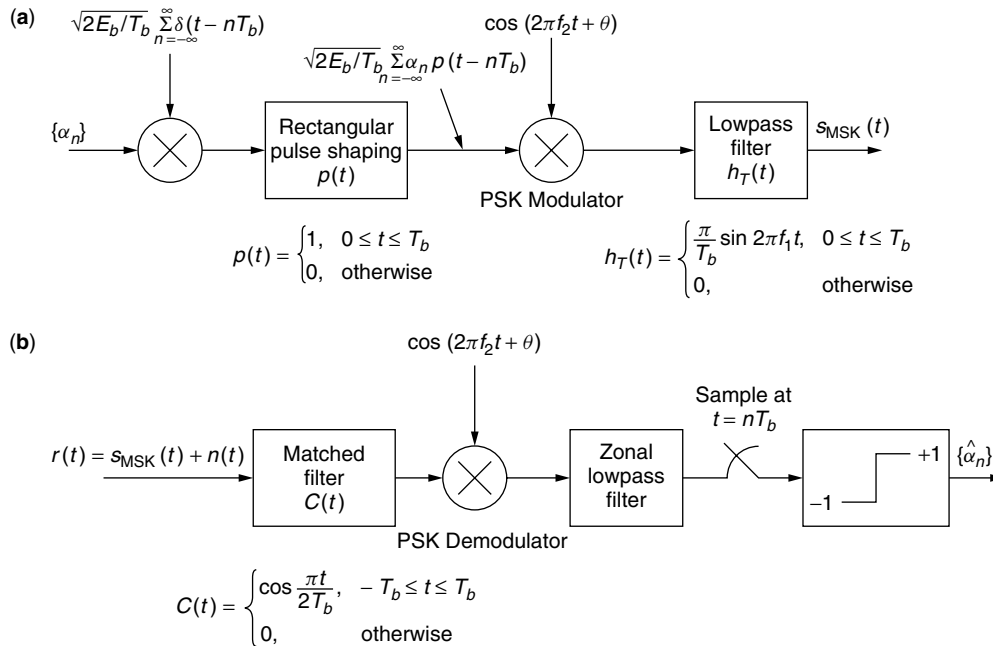 (a)
√2E_b/T_b Σ_{n=−∞}^{∞} δ(t − nT_b)
cos (2πf_2t + θ)
√2E_b/T_b Σ_{n=−∞}^{∞} α_n p (t − nT_b)
{α_n}
Rectangular
pulse shaping
p(t)
PSK Modulator
Lowpass
filter
h_T(t)
s_MSK (t)
p(t) = { 1, 0 ≤ t ≤ T_b
0, otherwise
h_T(t) = { π/T_b sin 2πf_1t, 0 ≤ t ≤ T_b
0, otherwise
(b)
cos (2πf_2t + θ)
r(t) = s_MSK (t) + n(t)
Matched
filter
C(t)
PSK Demodulator
Zonal
lowpass
filter
Sample at
t = nT_b
+1
−1
{α̂_n}
C(t) = { cos πt/2T_b, − T_b ≤ t ≤ T_b
0, otherwise